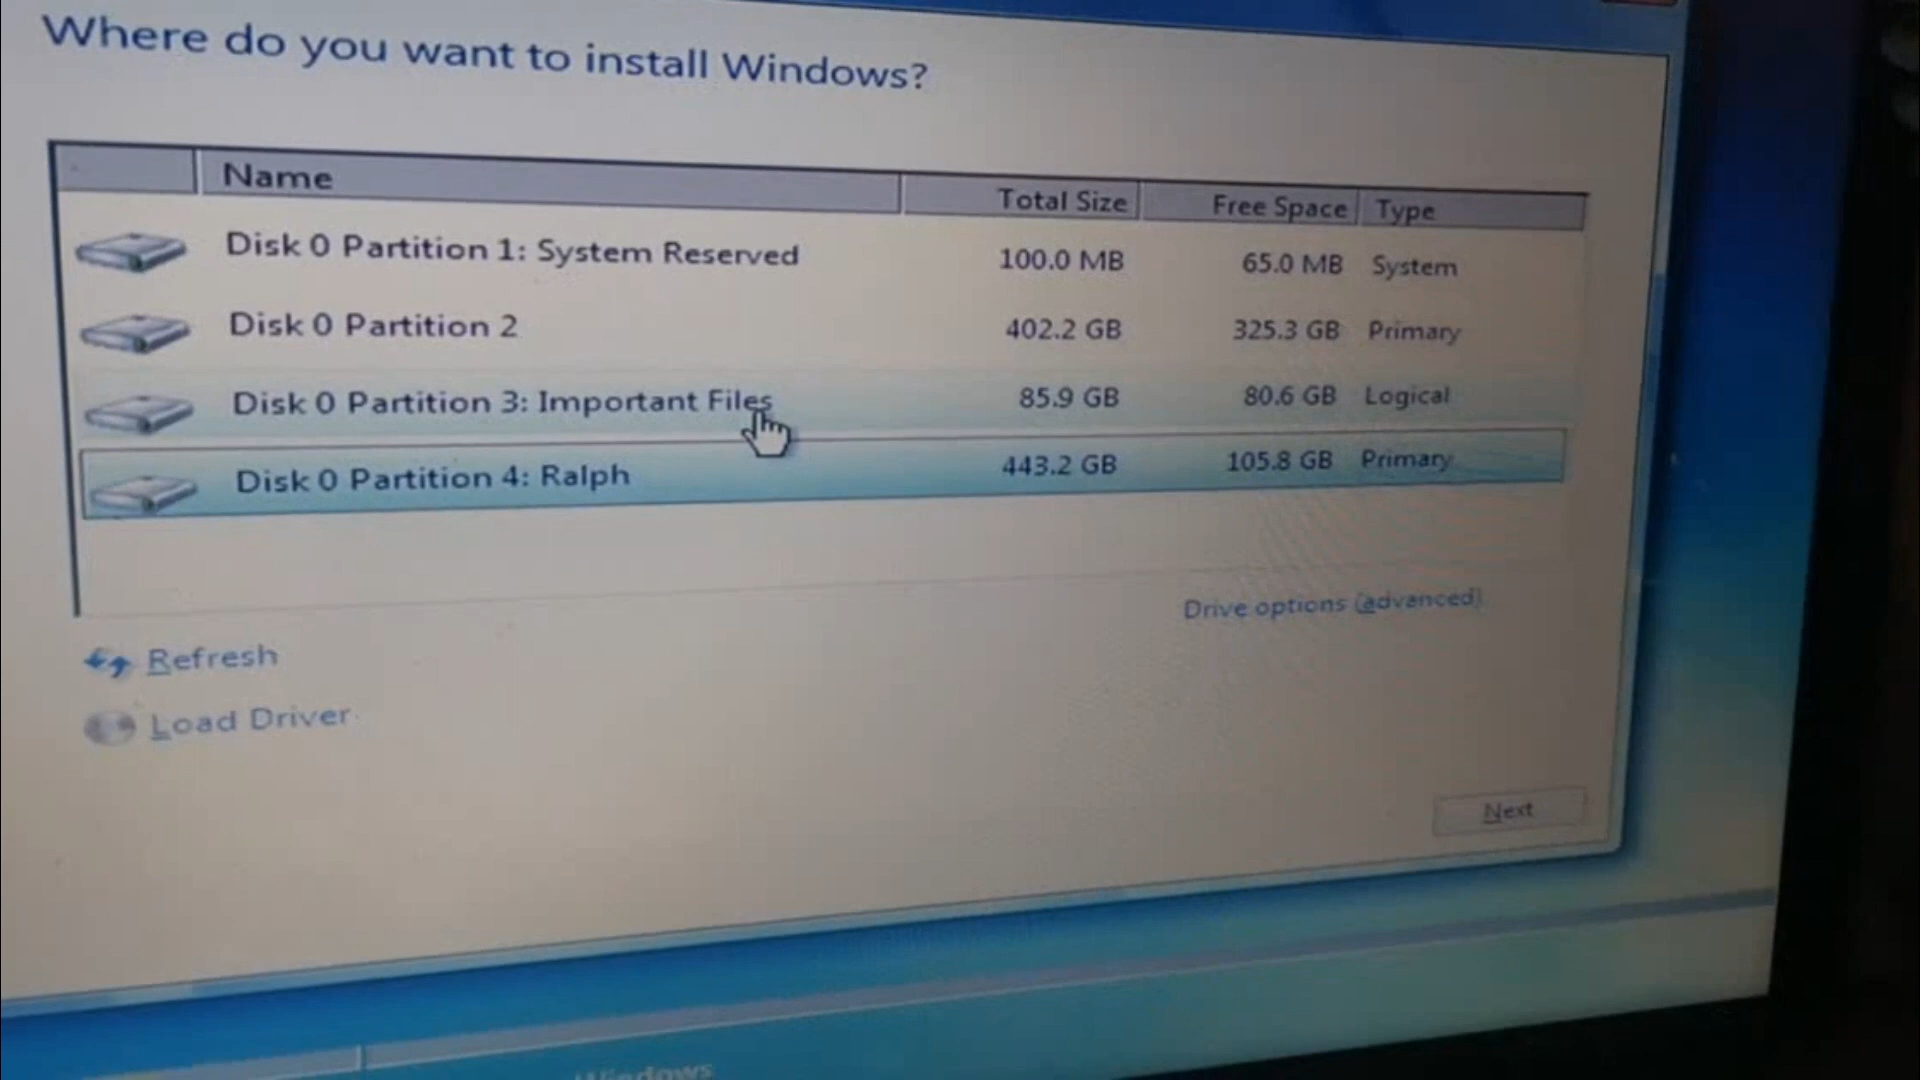 Where do you want to install Windows?
Name Total Size Free Space Type
Disk 0 Partition 1: System Reserved 100.0 MB 65.0 MB System
Disk 0 Partition 2 402.2 GB 325.3 GB Primary
Disk 0 Partition 3: Important Files 85.9 GB 80.6 GB Logical
Disk 0 Partition 4: Ralph 443.2 GB 105.8 GB Primary
Refresh
Drive options (advanced)
Load Driver
Next
Windows